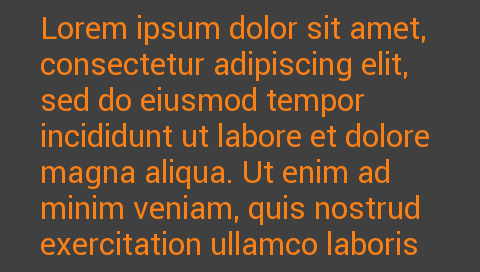 Lorem ipsum dolor sit amet,
consectetur adipiscing elit,
sed do eiusmod tempor
incididunt ut labore et dolore
magna aliqua. Ut enim ad
minim veniam, quis nostrud
exercitation ullamco laboris